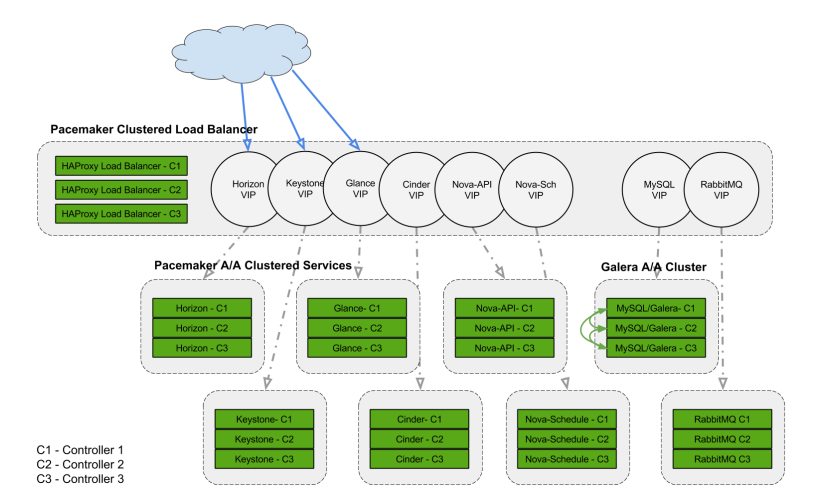 Pacemaker Clustered Load Balancer
HAProxy Load Balancer - C1
HAProxy Load Balancer - C2
HAProxy Load Balancer - C3
Horizon
VIP
Keystone
VIP
Glance
VIP
Cinder
VIP
Nova-API
VIP
Nova-Sch
VIP
MySQL
VIP
RabbitMQ
VIP
Pacemaker A/A Clustered Services
Galera A/A Cluster
Horizon - C1
Horizon - C2
Horizon - C3
Glance- C1
Glance - C2
Glance - C3
Nova-API- C1
Nova-API - C2
Nova-API - C3
MySQL/Galera- C1
MySQL/Galera - C2
MySQL/Galera - C3
Keystone- C1
Keystone - C2
Keystone - C3
Cinder- C1
Cinder - C2
Cinder - C3
Nova-Schedule - C1
Nova-Schedule - C2
Nova-Schedule - C3
RabbitMQ C1
RabbitMQ C2
RabbitMQ C3
C1 - Controller 1
C2 - Controller 2
C3 - Controller 3